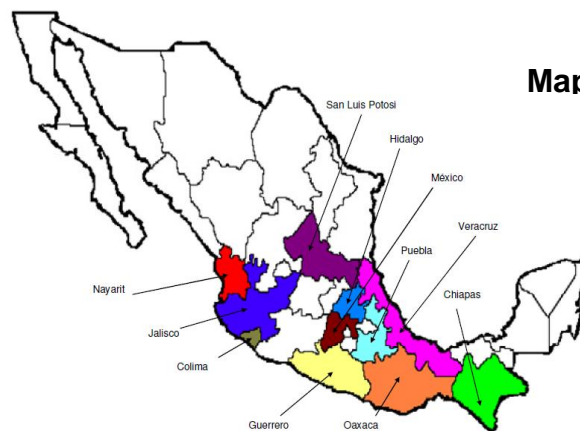 Map
San Luis Potosi
Hidalgo
México
Veracruz
Puebla
Chiapas
Nayarit
Jalisco
Colima
Guerrero
Oaxaca